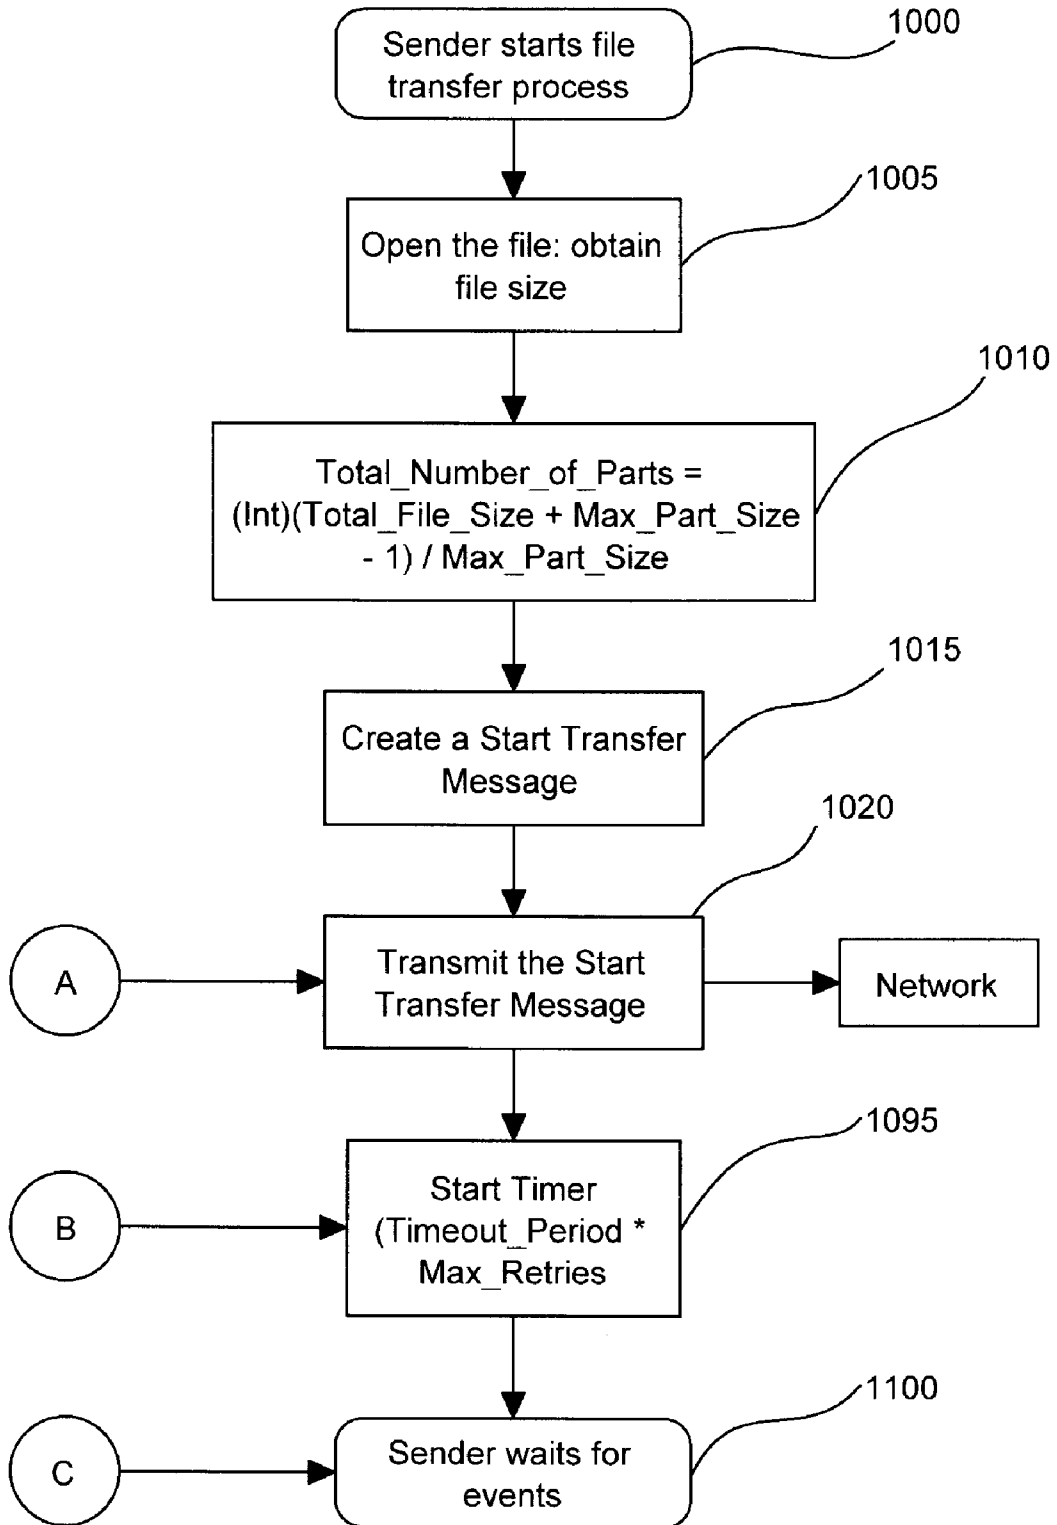 1000
Sender starts file
transfer process
1005
Open the file: obtain
file size
1010
Total_Number_of_Parts =
(Int)(Total_File_Size + Max_Part_Size
- 1) / Max_Part_Size
1015
Create a Start Transfer
Message
1020
A
Transmit the Start
Transfer Message
Network
1095
B
Start Timer
(Timeout_Period *
Max_Retries
1100
C
Sender waits for
events